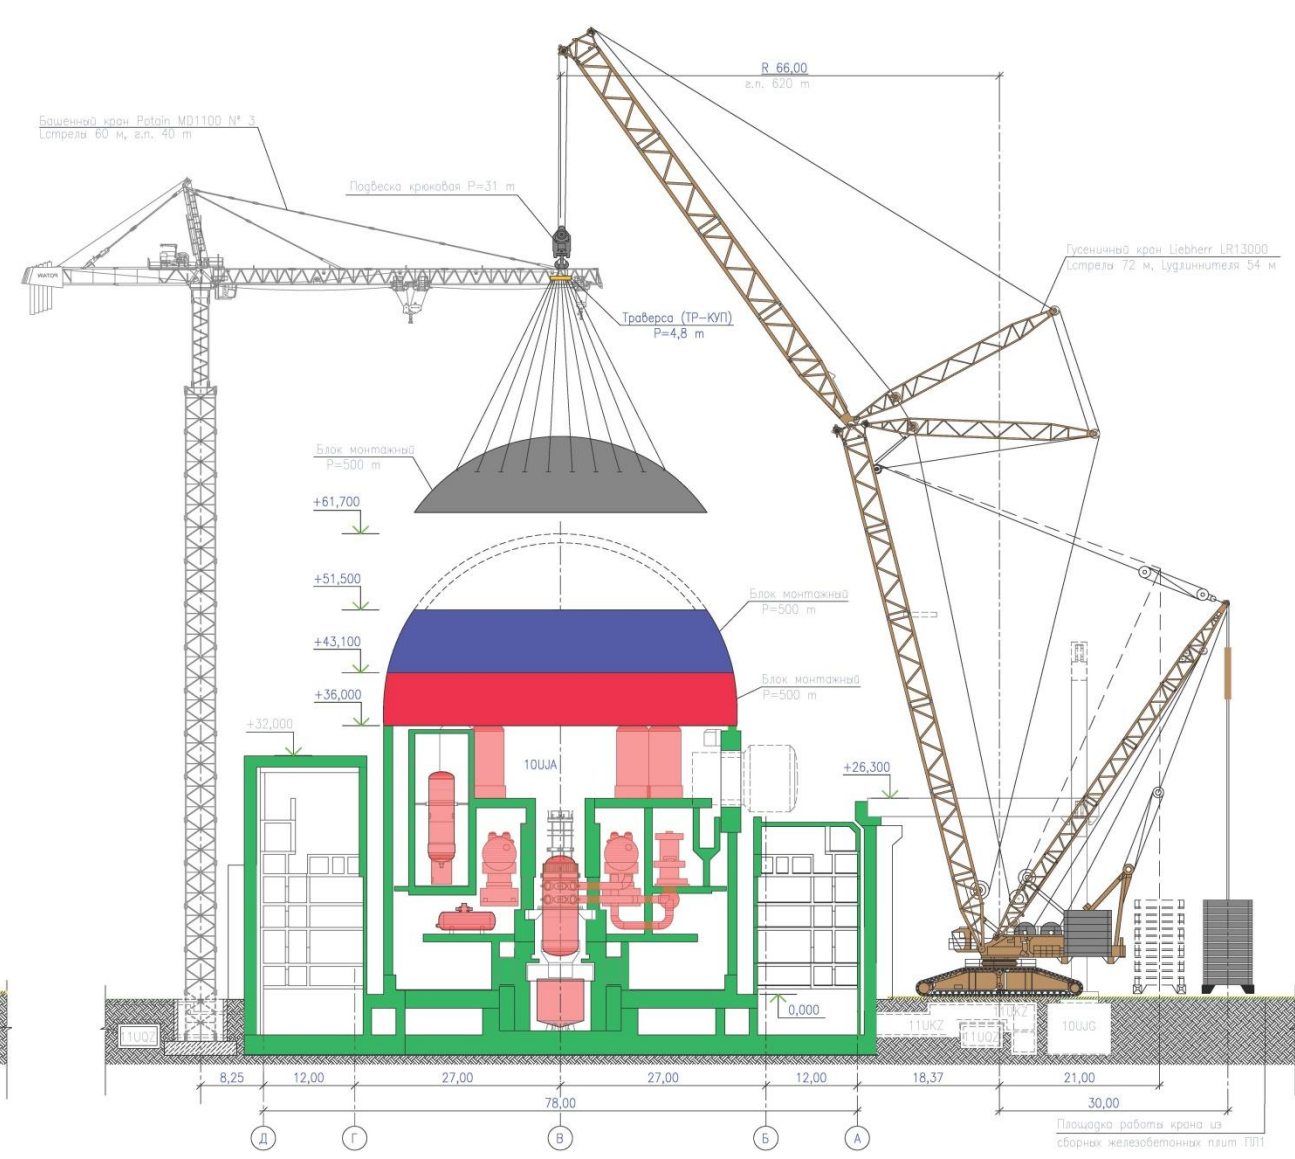 R 66,00
г.п. 620 т
Башенный кран Potain MD1100 № 3
Lстрелы 60 м, г.п. 40 т
Подвеска крюковая P=31 т
Гусеничный кран Liebherr LR13000
Lстрелы 72 м, Lудлиннителя 54 м
POTAIN
Траверса (ТР-КУП)
P=4,8 т
Блок монтажный
P=500 т
+61,700
+51,500
Блок монтажный
P=500 т
+43,100
Блок монтажный
P=500 т
+36,000
+32,000
10UJA
+26,300
0,000
11UQZ
11UKZ
11UKZ
11UQZ
10UJG
8,25
12,00
27,00
27,00
12,00
18,37
21,00
78,00
30,00
Площадка работы крана из
сборных железобетонных плит ПП1
Д
Г
В
Б
А